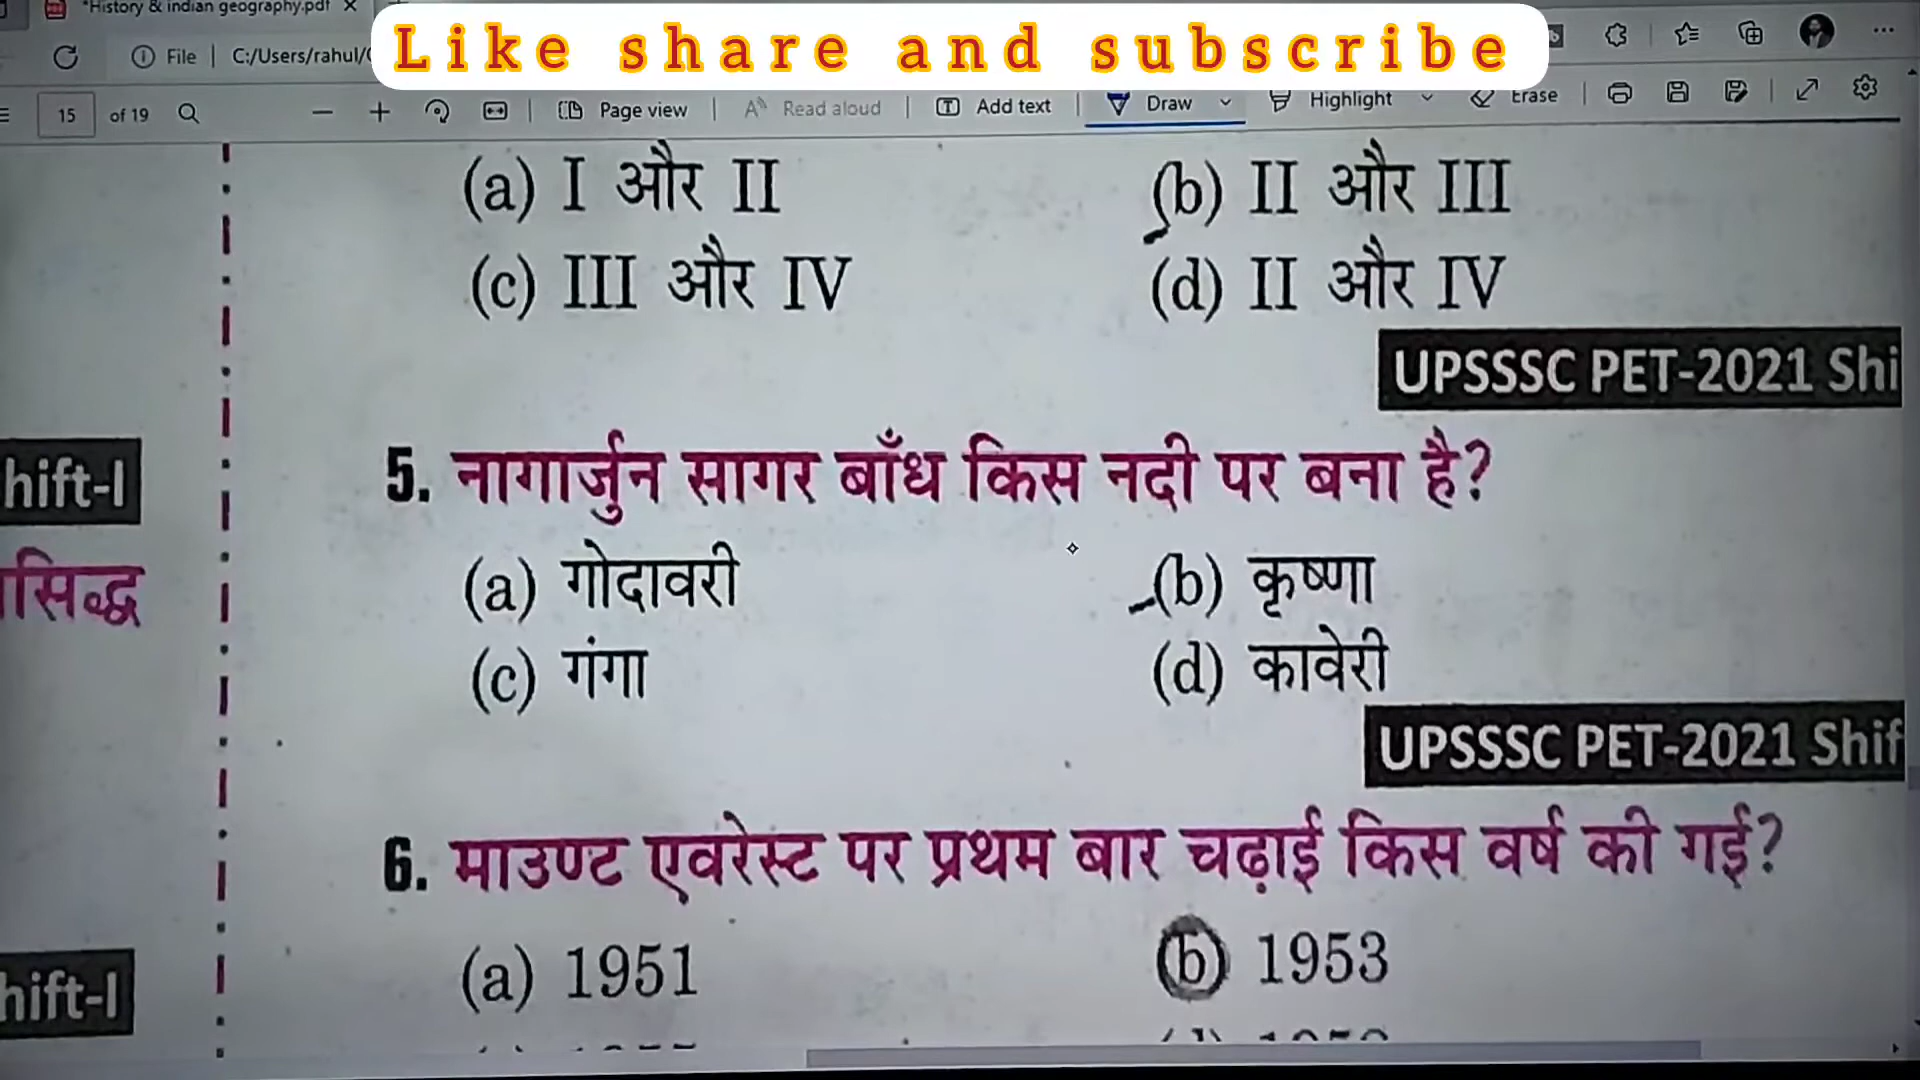 *History & indian geography.pdf
Like share and subscribe
File
C:/Users/rahul/
15 of 19
Page view
Read aloud
Add text
Draw
Highlight
Erase
(a) I और II
(b) II और III
(c) III और IV
(d) II और IV
UPSSSC PET-2021 Shi
hift-I
5. नागार्जुन सागर बाँध किस नदी पर बना है?
(a) गोदावरी
(b) कृष्णा
सिद्ध
(c) गंगा
(d) कावेरी
UPSSSC PET-2021 Shif
6. माउण्ट एवरेस्ट पर प्रथम बार चढ़ाई किस वर्ष की गई?
(a) 1951
(b) 1953
hift-I